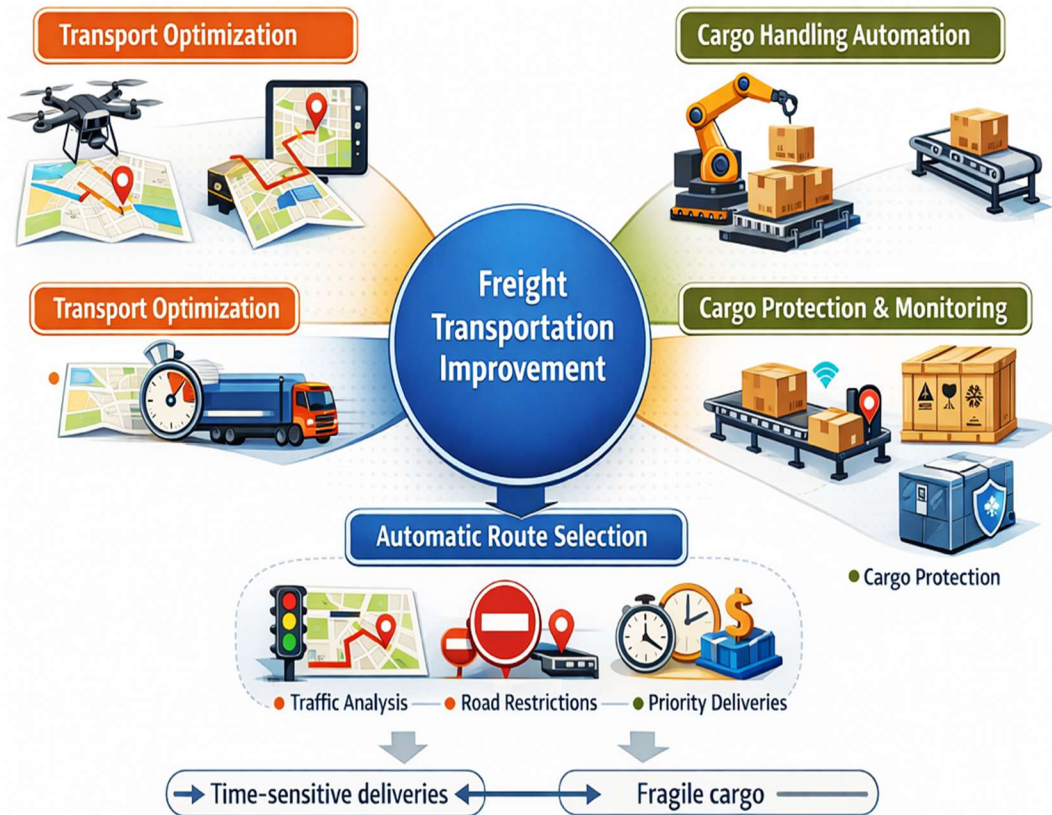 Transport Optimization
Cargo Handling Automation
Freight
Transportation
Improvement
Transport Optimization
Cargo Protection & Monitoring
Cargo Protection
Automatic Route Selection
Traffic Analysis
Road Restrictions
Priority Deliveries
Time-sensitive deliveries
Fragile cargo